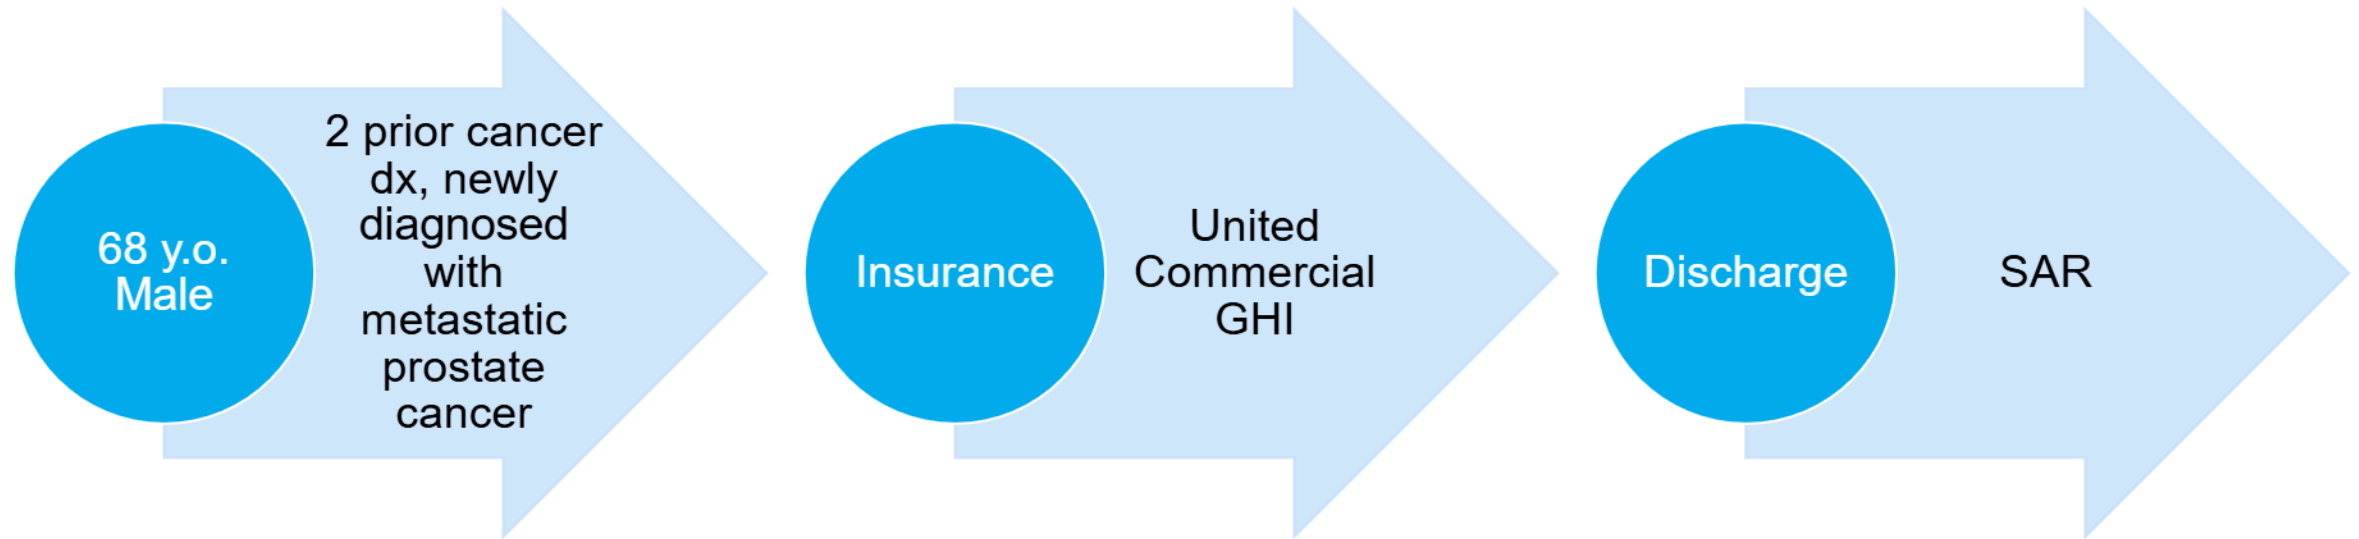 68 y.o.
Male
2 prior cancer
dx, newly
diagnosed
with
metastatic
prostate
cancer
Insurance
United
Commercial
GHI
Discharge
SAR